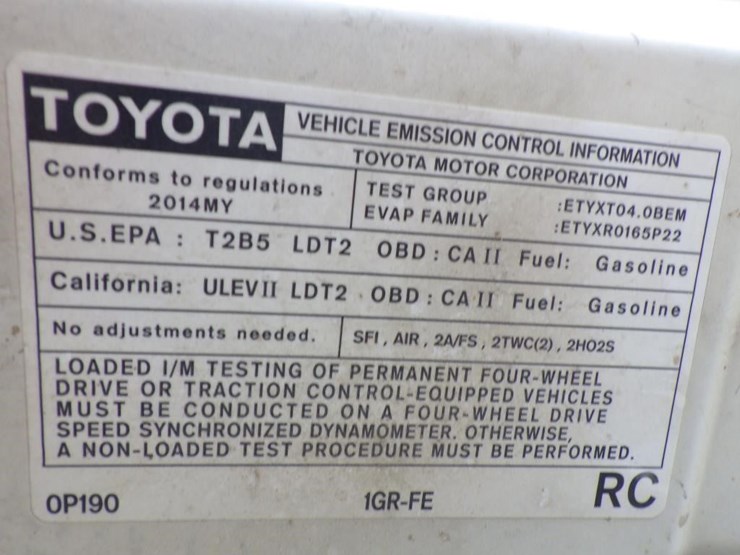 TOYOTA
VEHICLE EMISSION CONTROL INFORMATION
TOYOTA MOTOR CORPORATION
Conforms to regulations
2014MY
TEST GROUP :ETYXT04.0BEM
EVAP FAMILY :ETYXR0165P22
U.S.EPA : T2B5 LDT2 OBD : CA II Fuel: Gasoline
California: ULEVII LDT2 OBD : CA II Fuel: Gasoline
No adjustments needed.
SFI , AIR , 2A/FS , 2TWC(2) , 2HO2S
LOADED I/M TESTING OF PERMANENT FOUR-WHEEL
DRIVE OR TRACTION CONTROL-EQUIPPED VEHICLES
MUST BE CONDUCTED ON A FOUR-WHEEL DRIVE
SPEED SYNCHRONIZED DYNAMOMETER. OTHERWISE,
A NON-LOADED TEST PROCEDURE MUST BE PERFORMED.
0P190 1GR-FE RC